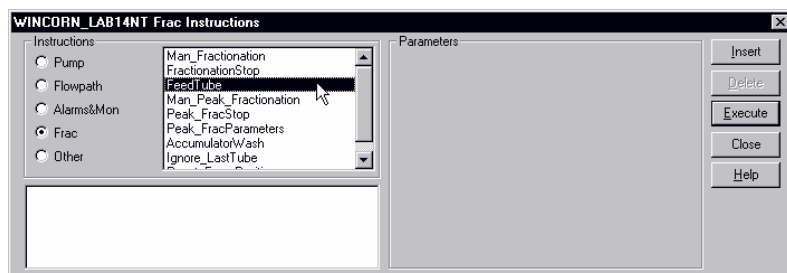 WINCORN_LAB14NT Frac Instructions
Instructions
Pump
Flowpath
Alarms&Mon
Frac
Other
Man_Fractionation
FractionationStop
FeedTube
Man_Peak_Fractionation
Peak_FracStop
Peak_FracParameters
AccumulatorWash
Ignore_LastTube
Parameters
Insert
Delete
Execute
Close
Help